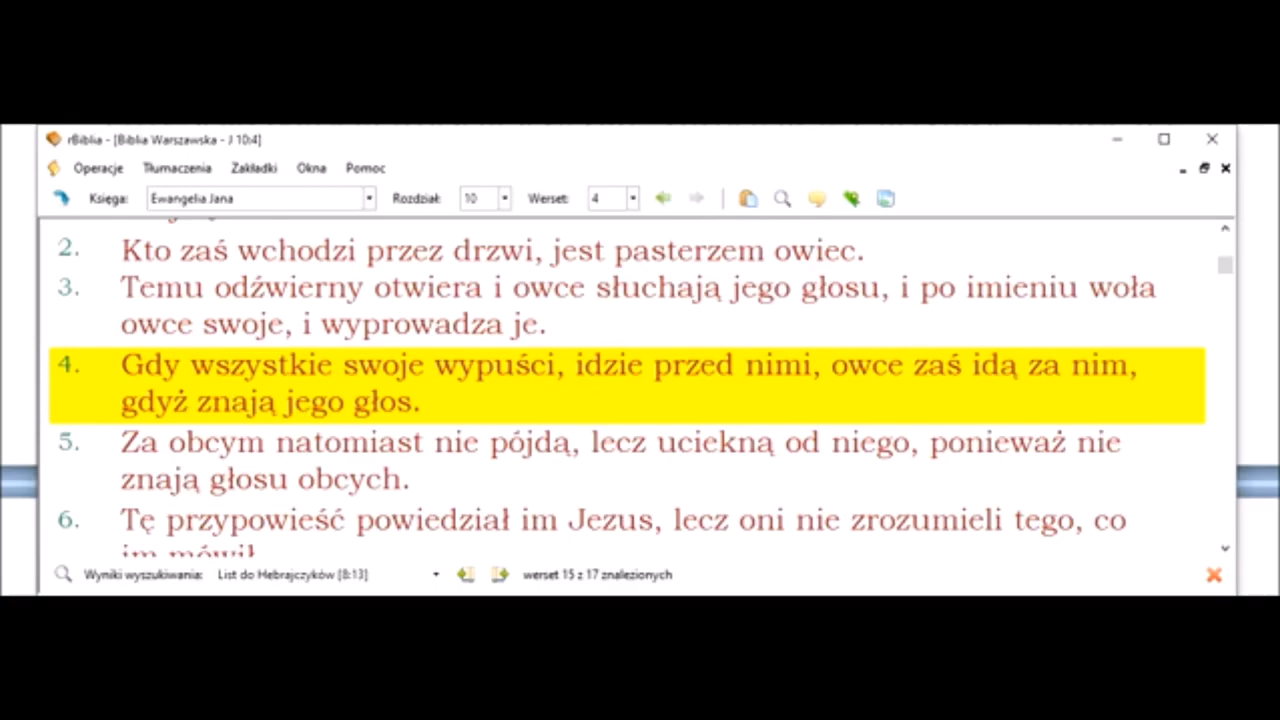 rBiblia - [Biblia Warszawska - J 10:4]
Operacje Tłumaczenia Zakładki Okna Pomoc
Księga: Ewangelia Jana Rozdział: 10 Werset: 4
2. Kto zaś wchodzi przez drzwi, jest pasterzem owiec.
3. Temu odźwierny otwiera i owce słuchają jego głosu, i po imieniu woła
owce swoje, i wyprowadza je.
4. Gdy wszystkie swoje wypuści, idzie przed nimi, owce zaś idą za nim,
gdyż znają jego głos.
5. Za obcym natomiast nie pójdą, lecz uciekną od niego, ponieważ nie
znają głosu obcych.
6. Tę przypowieść powiedział im Jezus, lecz oni nie zrozumieli tego, co
im mówił
Wyniki wyszukiwania: List do Hebrajczyków [8:13] werset 15 z 17 znalezionych